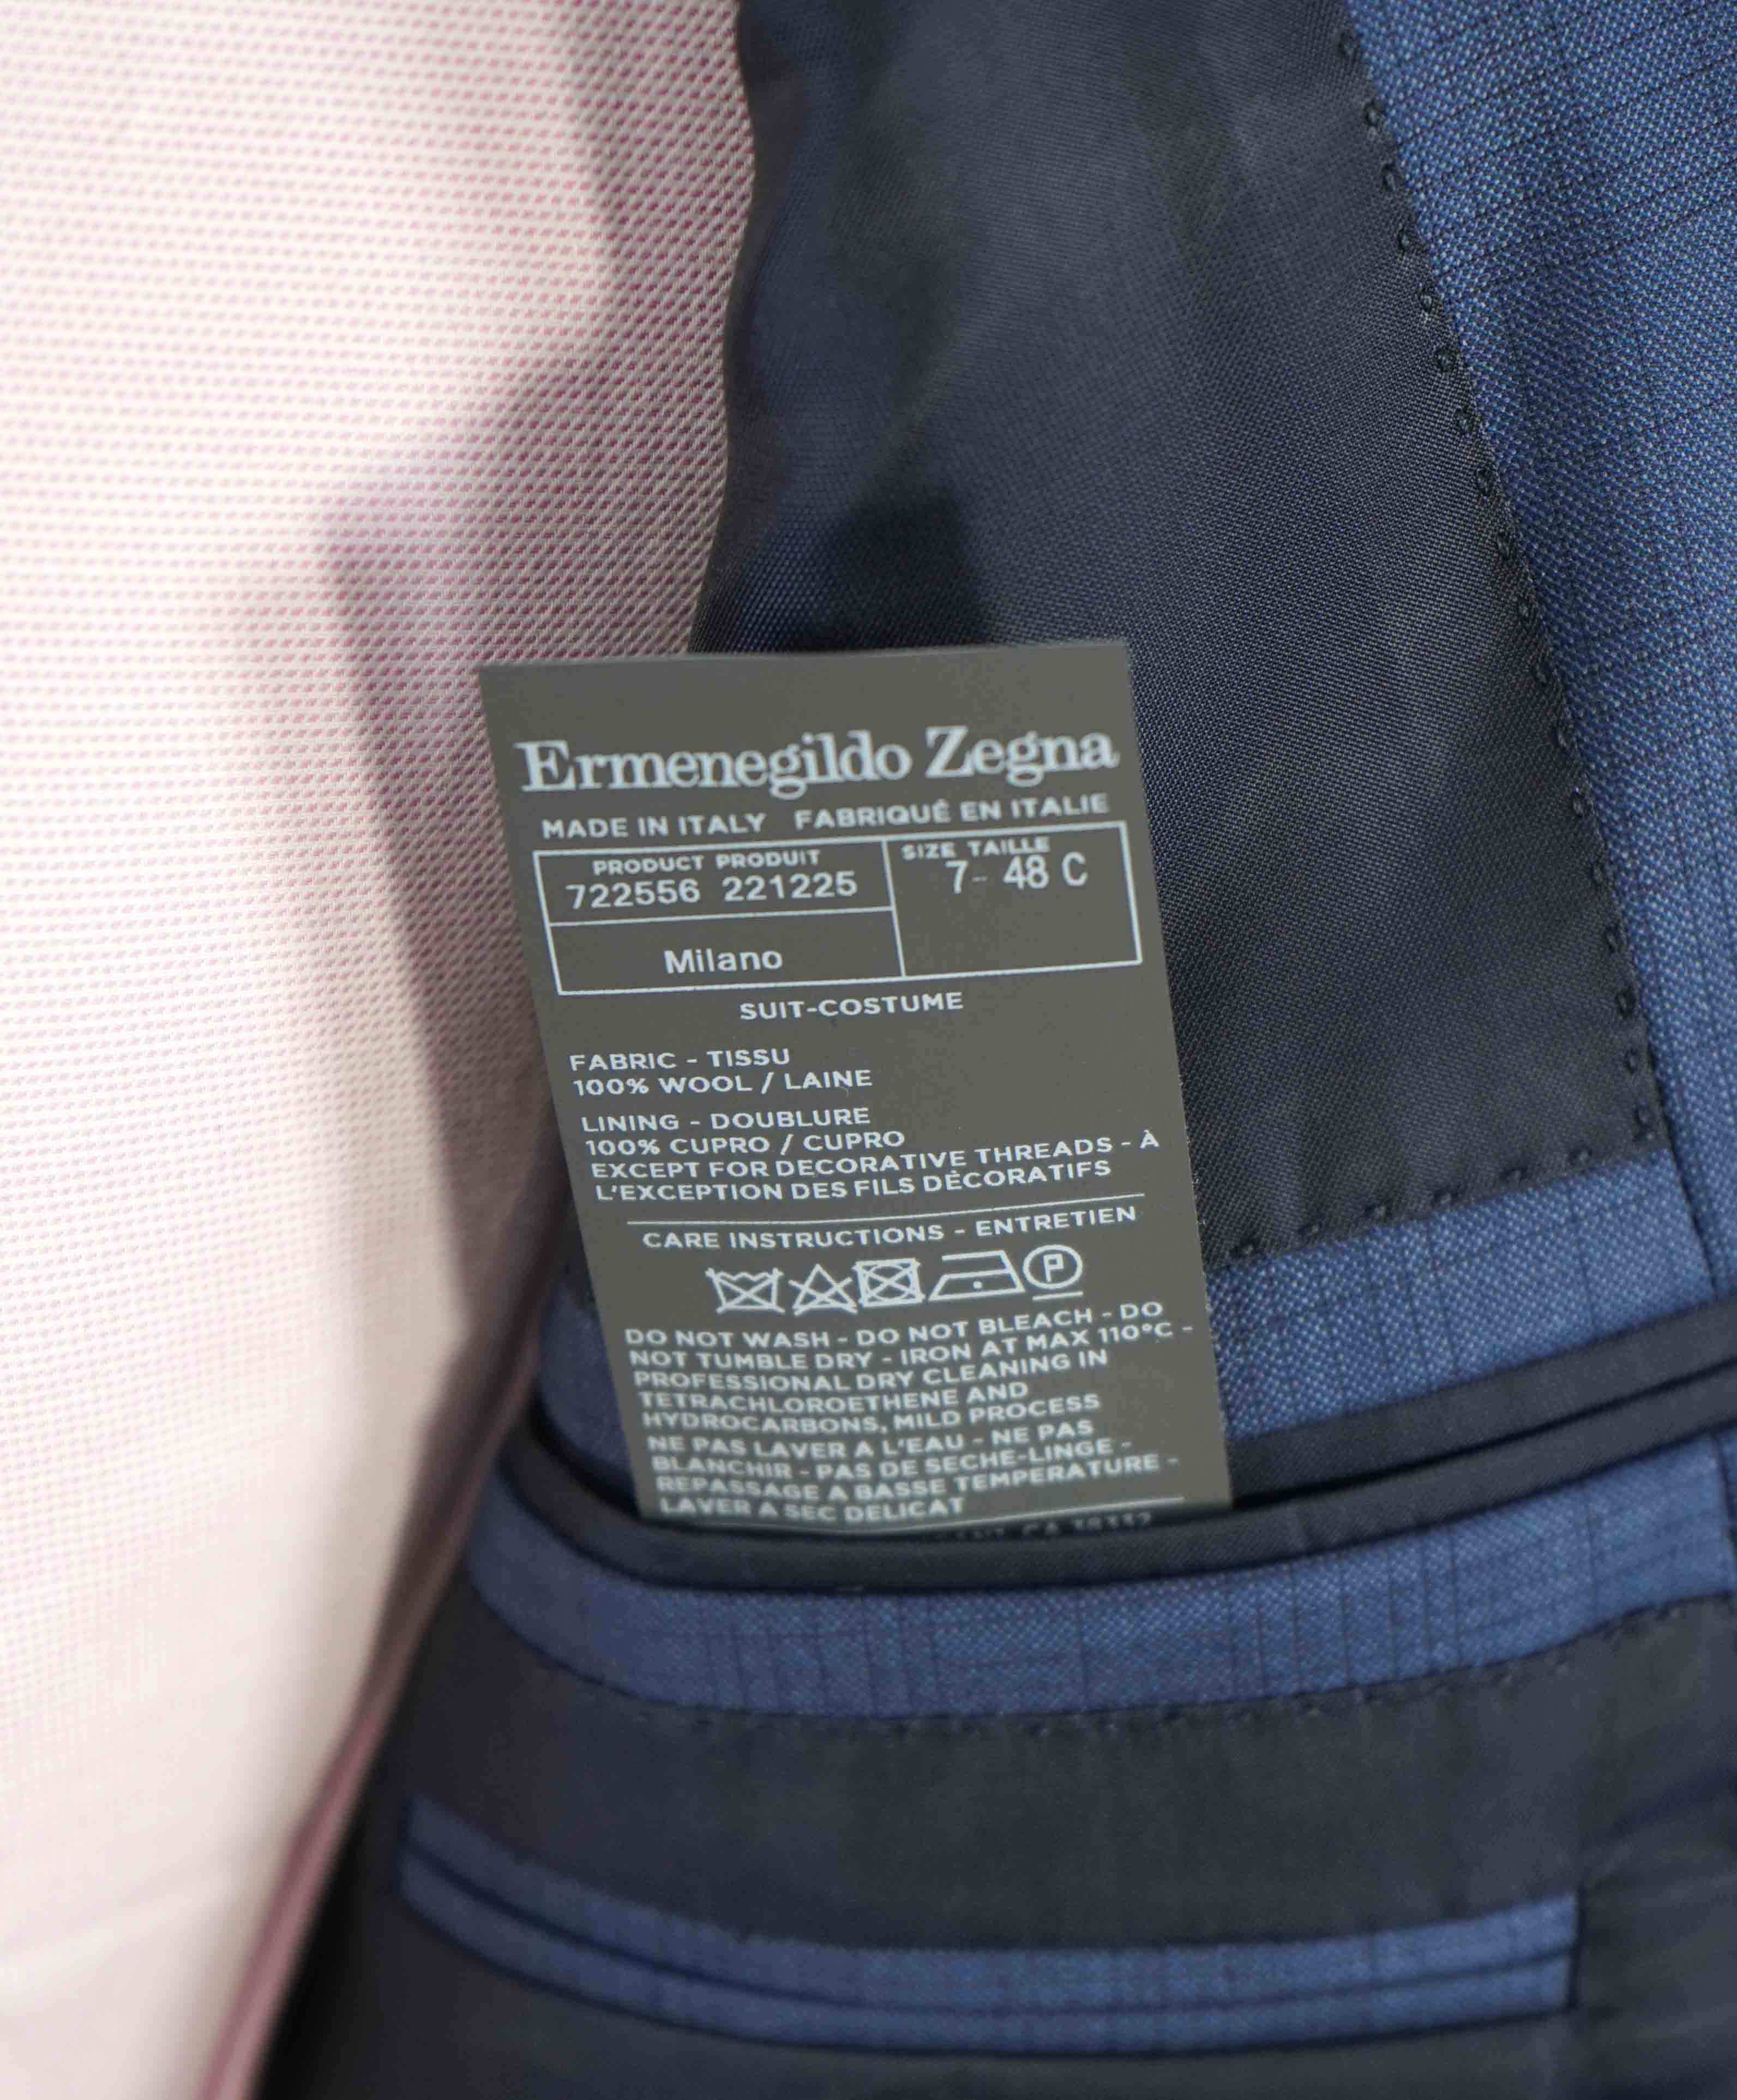 Ermenegildo Zegna
MADE IN ITALY FABRIQUÉ EN ITALIE
PRODUCT PRODUIT
722556 221225
SIZE TAILLE
7- 48 C
Milano
SUIT-COSTUME
FABRIC - TISSU
100% WOOL / LAINE
LINING - DOUBLURE
100% CUPRO / CUPRO
EXCEPT FOR DECORATIVE THREADS - À
L'EXCEPTION DES FILS DÉCORATIFS
CARE INSTRUCTIONS - ENTRETIEN
P
DO NOT WASH - DO NOT BLEACH - DO
NOT TUMBLE DRY - IRON AT MAX 110°C -
PROFESSIONAL DRY CLEANING IN
TETRACHLOROETHENE AND
HYDROCARBONS, MILD PROCESS
NE PAS LAVER A L'EAU - NE PAS
BLANCHIR - PAS DE SECHE-LINGE -
REPASSAGE A BASSE TEMPERATURE -
LAVER A SEC DELICAT
CA